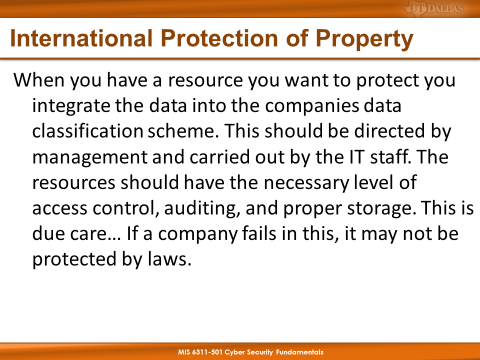 UT DALLAS
International Protection of Property
When you have a resource you want to protect you
integrate the data into the companies data
classification scheme. This should be directed by
management and carried out by the IT staff. The
resources should have the necessary level of
access control, auditing, and proper storage. This is
due care… If a company fails in this, it may not be
protected by laws.
MIS 6311-501 Cyber Security Fundamentals